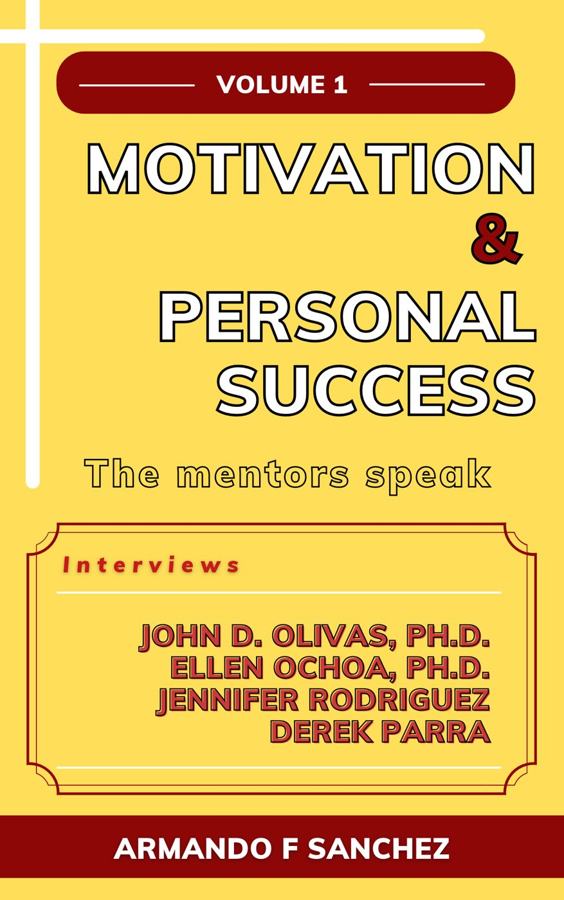 VOLUME 1
MOTIVATION
&
PERSONAL
SUCCESS
The mentors speak
Interviews
JOHN D. OLIVAS, PH.D.
ELLEN OCHOA, PH.D.
JENNIFER RODRIGUEZ
DEREK PARRA
ARMANDO F SANCHEZ